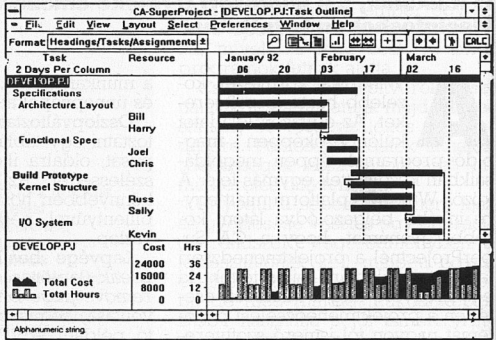 CA-SuperProject - [DEVELOP.PJ:Task Outline]
File Edit View Layout Select Preferences Window Help
Format: Headings/Tasks/Assignments CALC
Task Resource January 92 February March
2 Days Per Column 06 20 03 17 02 16
DEVELOP.PJ
Specifications
Architecture Layout
Bill
Harry
Functional Spec
Joel
Chris
Build Prototype
Kernel Structure
Russ
Sally
I/O System
Kevin
DEVELOP.PJ Cost Hrs
24000 36
Total Cost 16000 24
Total Hours 8000 12
0 0
Alphanumeric string.